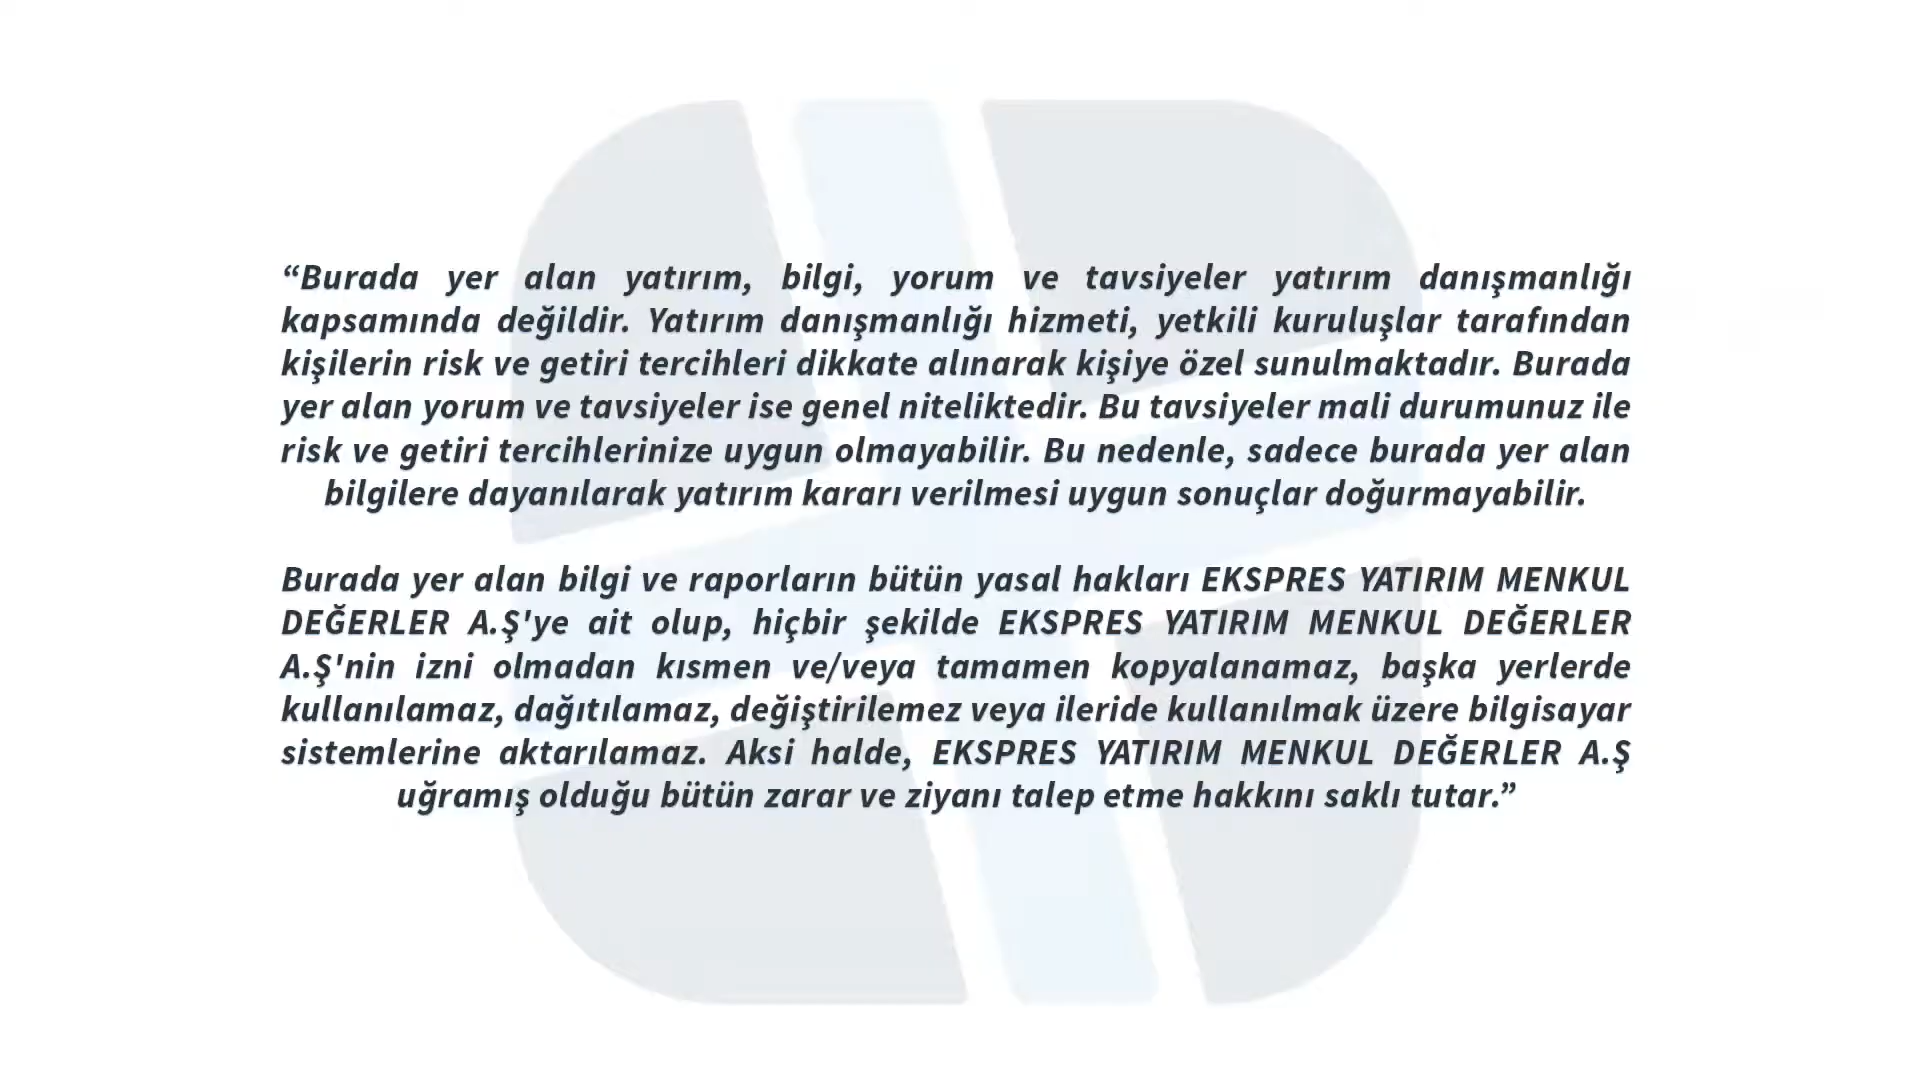 “Burada yer alan yatırım, bilgi, yorum ve tavsiyeler yatırım danışmanlığı
kapsamında değildir. Yatırım danışmanlığı hizmeti, yetkili kuruluşlar tarafından
kişilerin risk ve getiri tercihleri dikkate alınarak kişiye özel sunulmaktadır. Burada
yer alan yorum ve tavsiyeler ise genel niteliktedir. Bu tavsiyeler mali durumunuz ile
risk ve getiri tercihlerinize uygun olmayabilir. Bu nedenle, sadece burada yer alan
bilgilere dayanılarak yatırım kararı verilmesi uygun sonuçlar doğurmayabilir.
Burada yer alan bilgi ve raporların bütün yasal hakları EKSPRES YATIRIM MENKUL
DEĞERLER A.Ş'ye ait olup, hiçbir şekilde EKSPRES YATIRIM MENKUL DEĞERLER
A.Ş'nin izni olmadan kısmen ve/veya tamamen kopyalanamaz, başka yerlerde
kullanılamaz, dağıtılamaz, değiştirilemez veya ileride kullanılmak üzere bilgisayar
sistemlerine aktarılamaz. Aksi halde, EKSPRES YATIRIM MENKUL DEĞERLER A.Ş
uğramış olduğu bütün zarar ve ziyanı talep etme hakkını saklı tutar.”